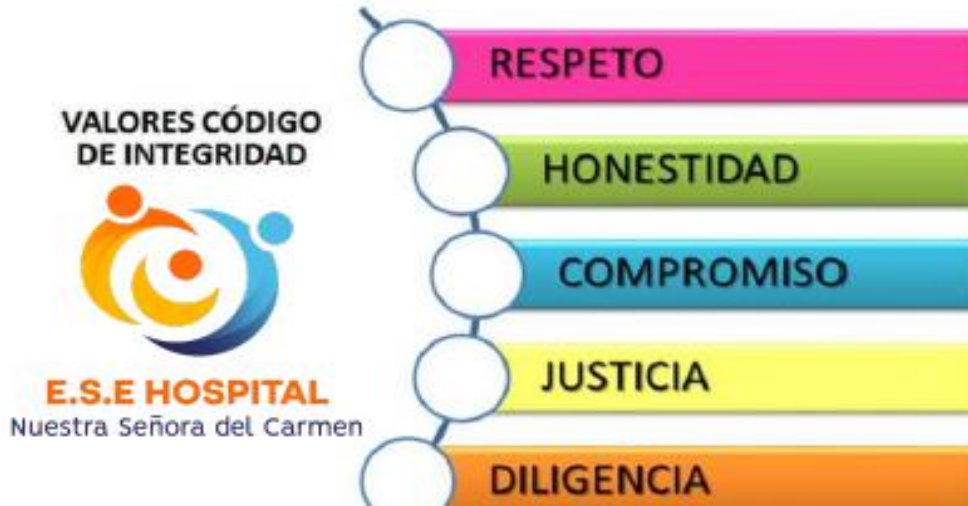 VALORES CÓDIGO
DE INTEGRIDAD
E.S.E HOSPITAL
Nuestra Señora del Carmen
RESPETO
HONESTIDAD
COMPROMISO
JUSTICIA
DILIGENCIA